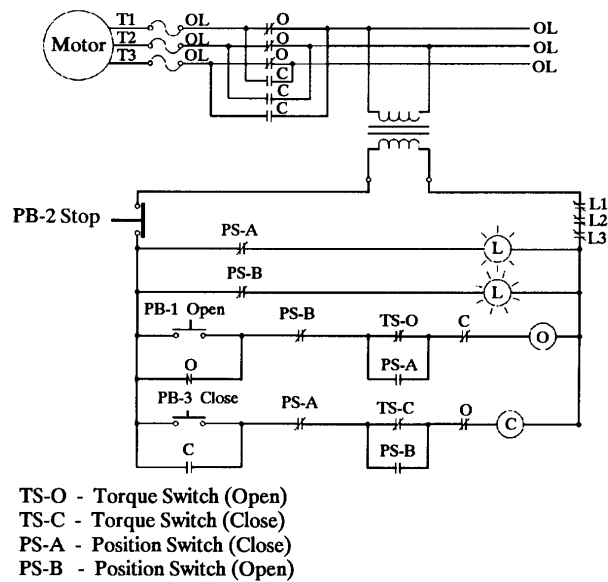 T1 OL O OL
Motor T2 OL O OL
T3 OL O OL
C
C
C
PB-2 Stop
L1
L2
L3
PS-A L
PS-B L
PB-1 Open PS-B TS-O C O
O PS-A
PB-3 Close PS-A TS-C O C
C PS-B
TS-O - Torque Switch (Open)
TS-C - Torque Switch (Close)
PS-A - Position Switch (Close)
PS-B - Position Switch (Open)